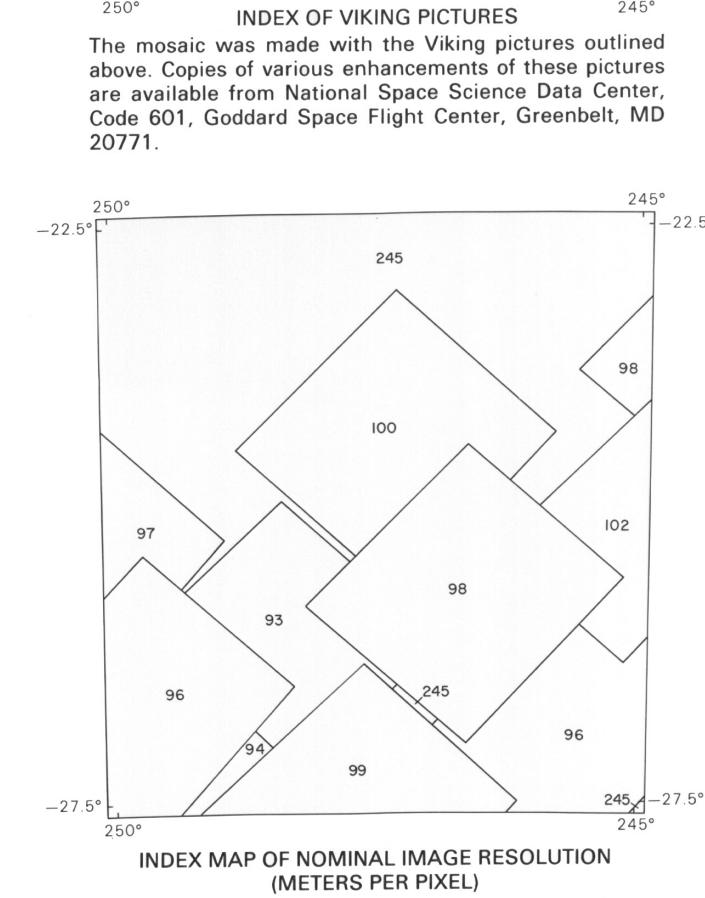 250° 245°
INDEX OF VIKING PICTURES
The mosaic was made with the Viking pictures outlined
above. Copies of various enhancements of these pictures
are available from National Space Science Data Center,
Code 601, Goddard Space Flight Center, Greenbelt, MD
20771.
250° 245°
−22.5° −22.5
245
98
100
97
102
98
93
96
245
96
94
99
245
−27.5° −27.5°
250° 245°
INDEX MAP OF NOMINAL IMAGE RESOLUTION
(METERS PER PIXEL)